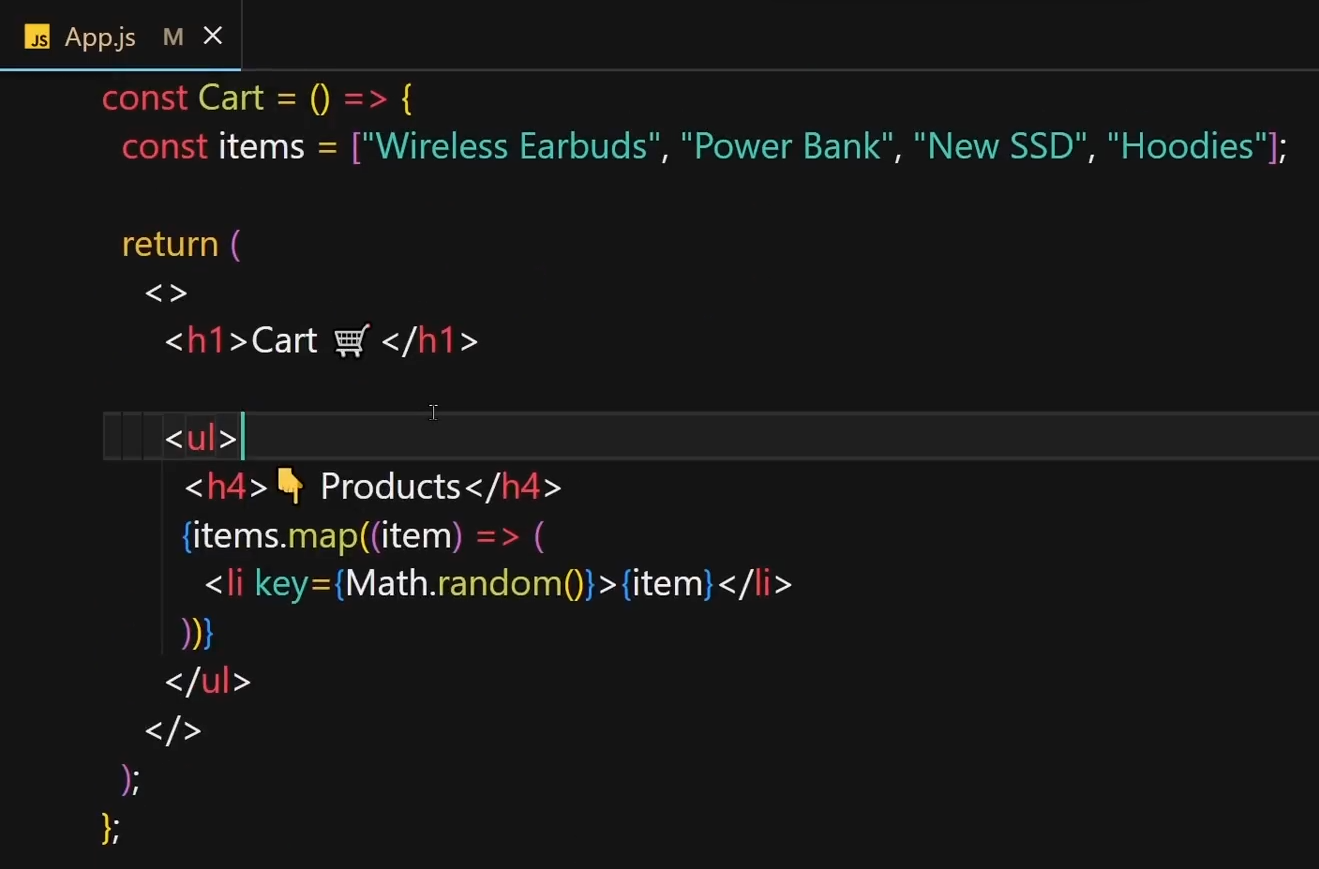 JS App.js M
const Cart = () => {
const items = ["Wireless Earbuds", "Power Bank", "New SSD", "Hoodies"];
return (
<>
<h1>Cart 🛒 </h1>
<ul>
<h4>👇 Products</h4>
{items.map((item) => (
<li key={Math.random()}>{item}</li>
))}
</ul>
</>
);
};